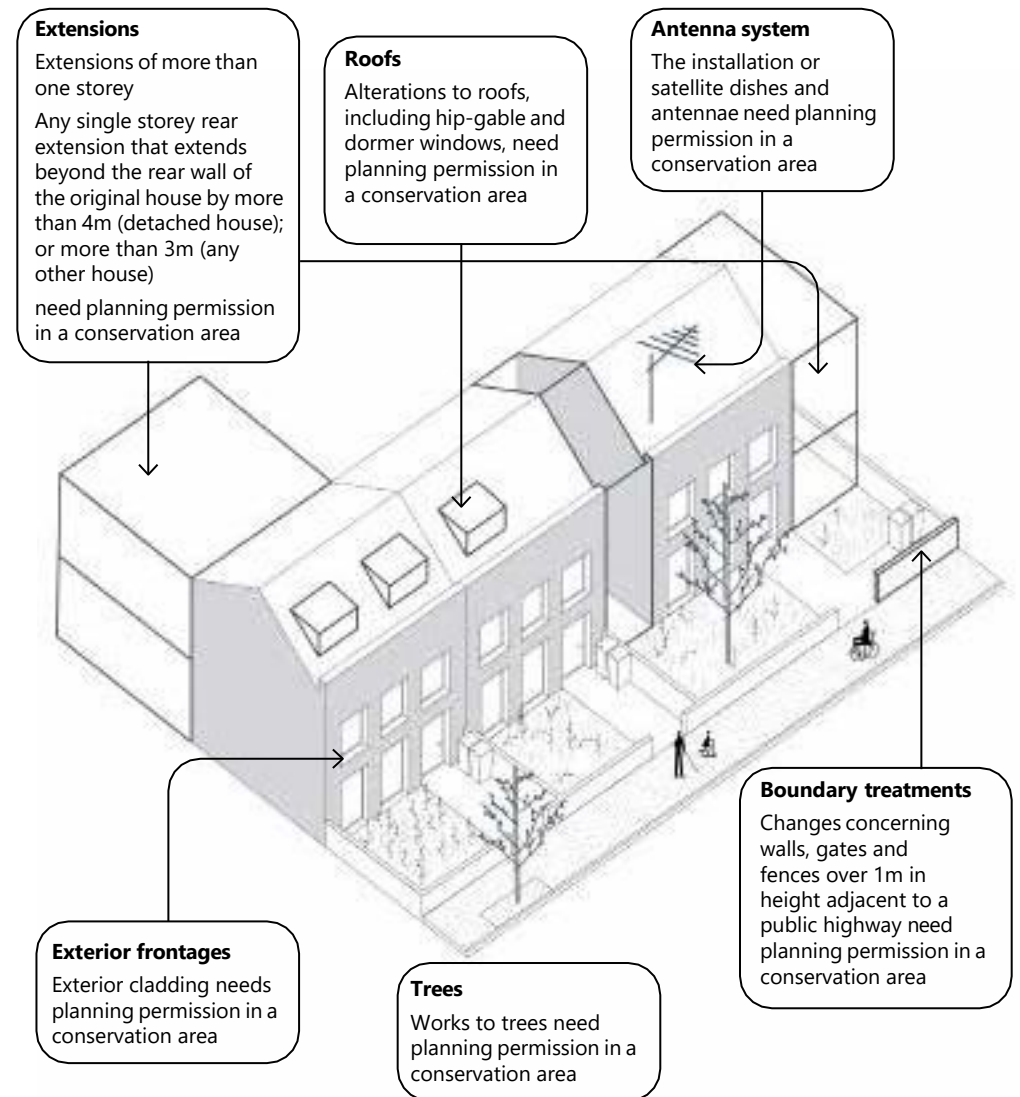 Extensions
Extensions of more than
one storey
Any single storey rear
extension that extends
beyond the rear wall of
the original house by more
than 4m (detached house);
or more than 3m (any
other house)
need planning permission
in a conservation area
Roofs
Alterations to roofs,
including hip-gable and
dormer windows, need
planning permission in
a conservation area
Antenna system
The installation or
satellite dishes and
antennae need planning
permission in a
conservation area
Exterior frontages
Exterior cladding needs
planning permission in a
conservation area
Trees
Works to trees need
planning permission in a
conservation area
Boundary treatments
Changes concerning
walls, gates and
fences over 1m in
height adjacent to a
public highway need
planning permission in a
conservation area